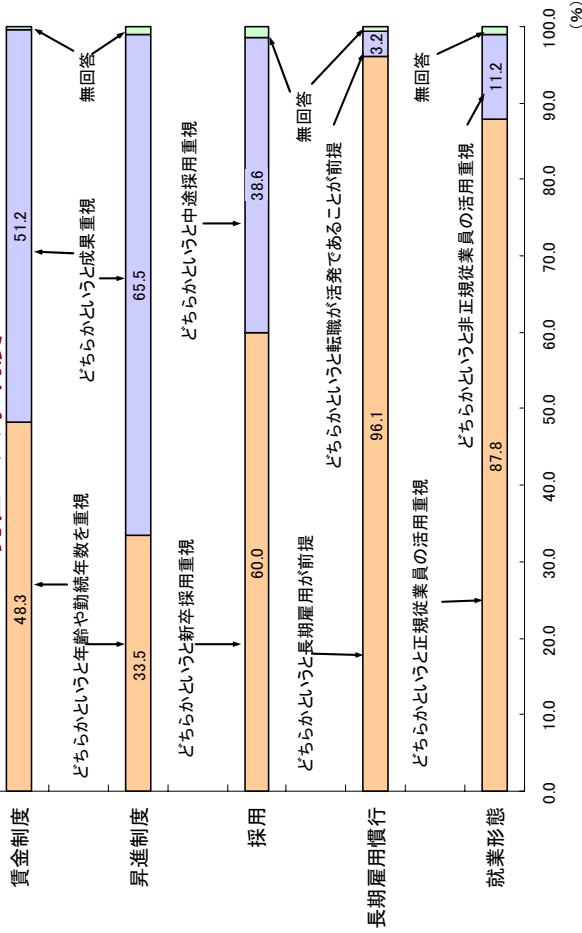 賃金制度
48.3
51.2
どちらかというと年齢や勤続年数を重視
どちらかというと成果重視
無回答
昇進制度
33.5
65.5
どちらかというと新卒採用重視
どちらかというと中途採用重視
採用
60.0
38.6
無回答
どちらかというと長期雇用が前提
どちらかというと転職が活発であることが前提
長期雇用慣行
96.1
3.2
どちらかというと正規従業員の活用重視
どちらかというと非正規従業員の活用重視
無回答
就業形態
87.8
11.2
0.0 10.0 20.0 30.0 40.0 50.0 60.0 70.0 80.0 90.0 100.0
(%)